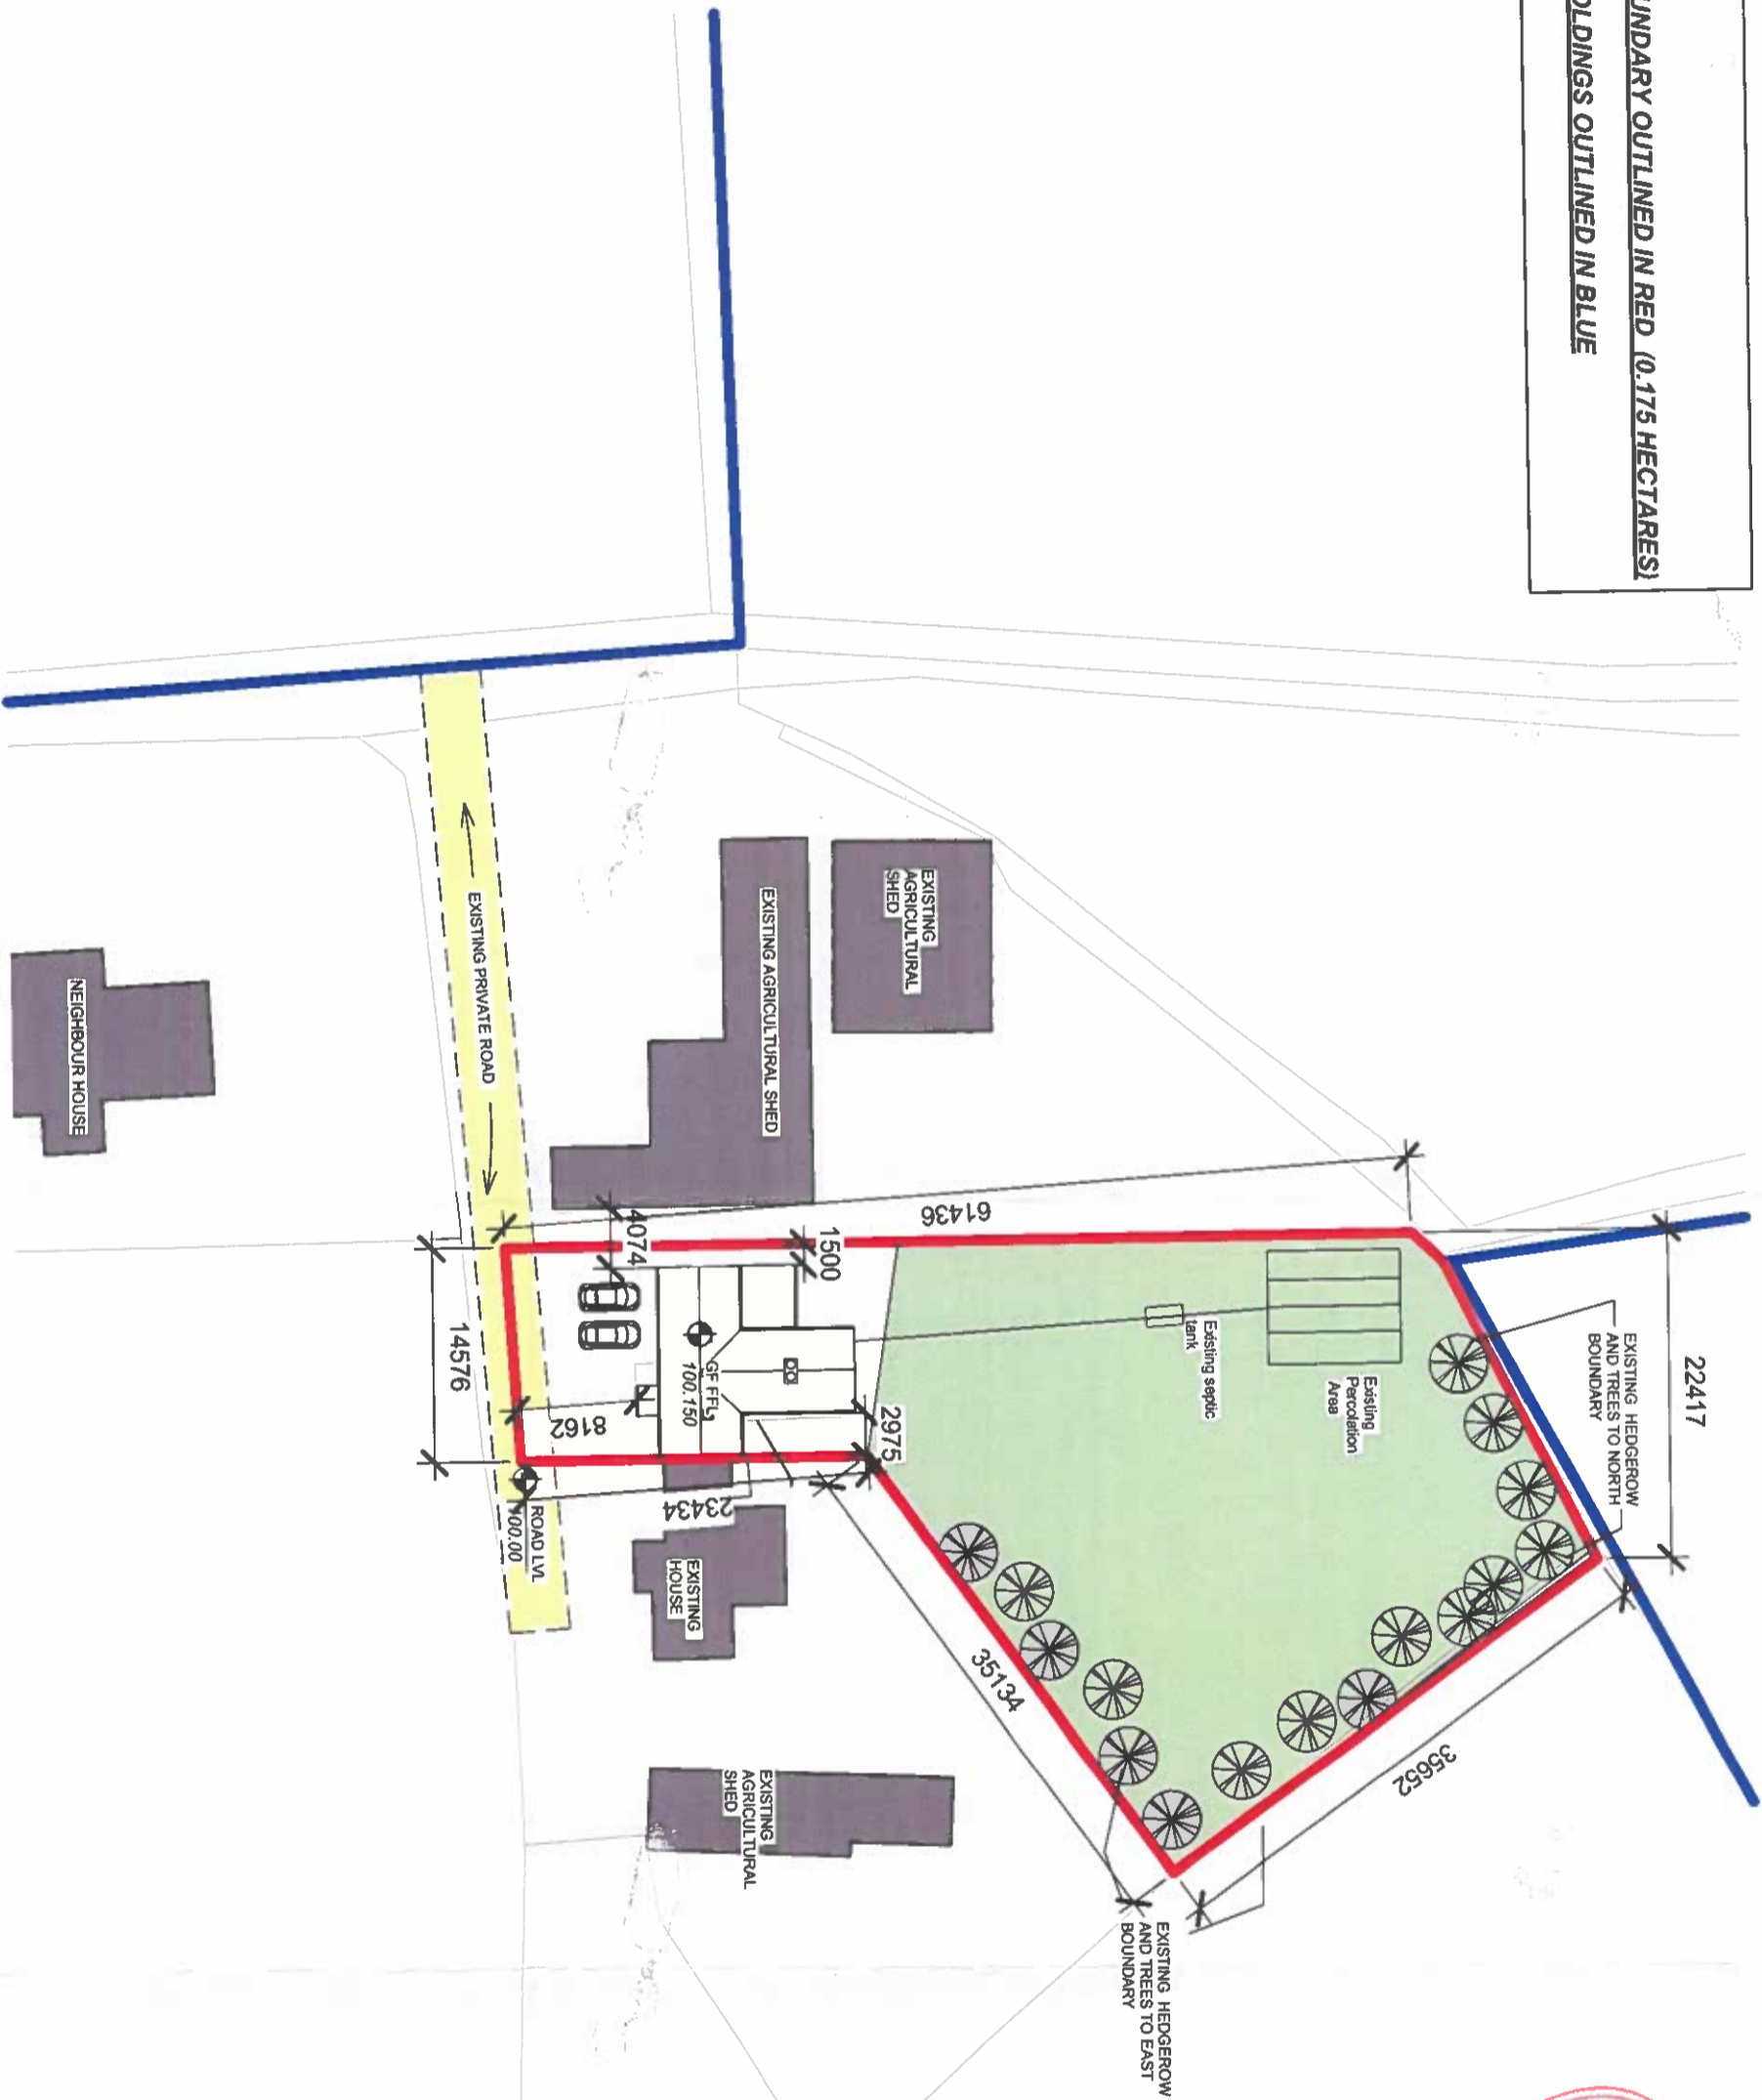 UNDARY OUTLINED IN RED (0.175 HECTARES)
OLDINGS OUTLINED IN BLUE
22417
EXISTING HEDGEROW
AND TREES TO NORTH
BOUNDARY
Existing
Percolation
Area
Existing septic
tank
61436
35652
35134
EXISTING HEDGEROW
AND TREES TO EAST
BOUNDARY
EXISTING
AGRICULTURAL
SHED
EXISTING AGRICULTURAL SHED
1500
4074
2975
GF FFL
100.150
8162
23434
14576
ROAD LVL
100.00
EXISTING
HOUSE
EXISTING
AGRICULTURAL
SHED
EXISTING PRIVATE ROAD
NEIGHBOUR HOUSE